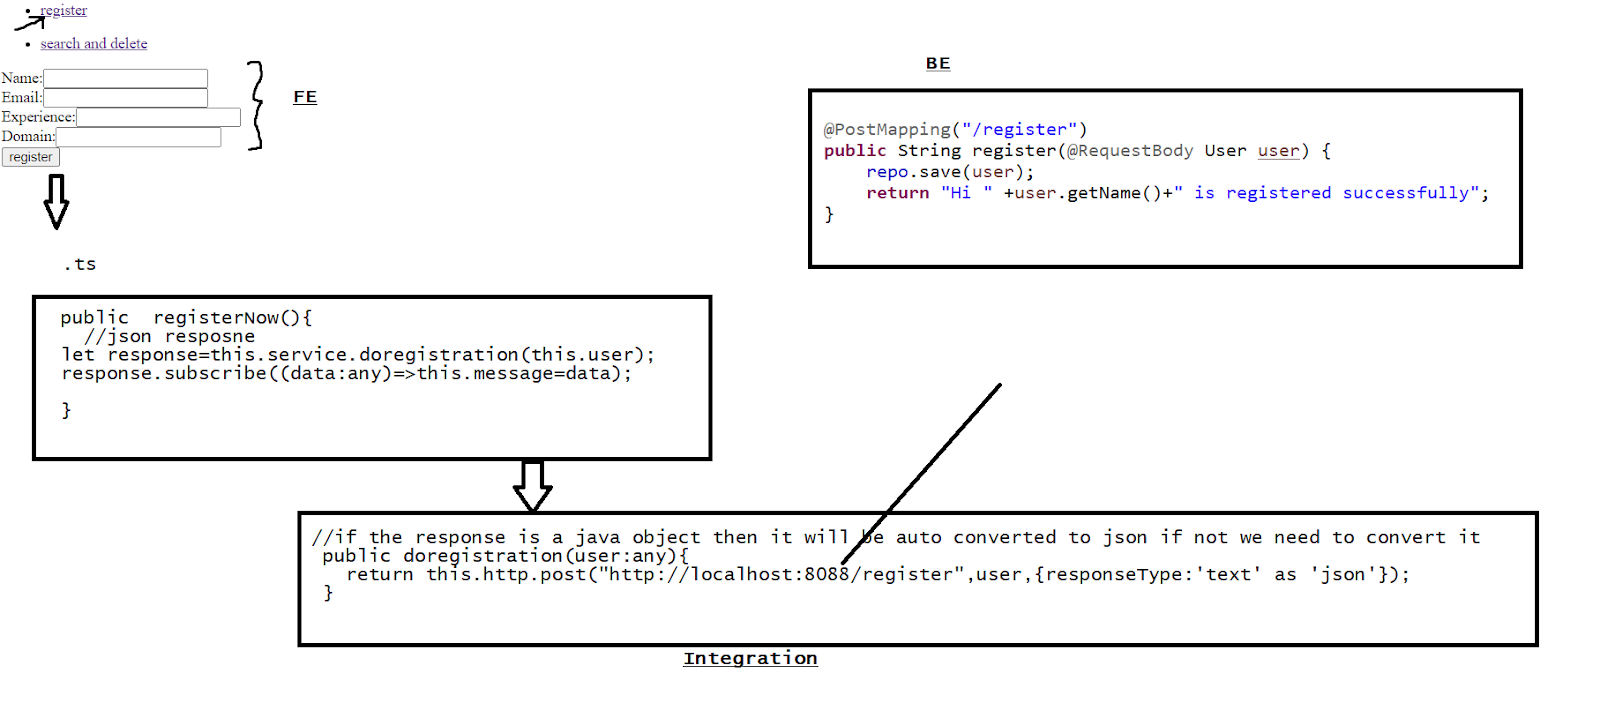 register
search and delete
Name:
Email:
Experience:
Domain:
register
FE
BE
@PostMapping("/register")
public String register(@RequestBody User user) {
repo.save(user);
return "Hi " +user.getName()+" is registered successfully";
}
.ts
public  registerNow(){
//json resposne
let response=this.service.doregistration(this.user);
response.subscribe((data:any)=>this.message=data);
}
//if the response is a java object then it will be auto converted to json if not we need to convert it
public doregistration(user:any){
return this.http.post("http://localhost:8088/register",user,{responseType:'text' as 'json'});
}
Integration